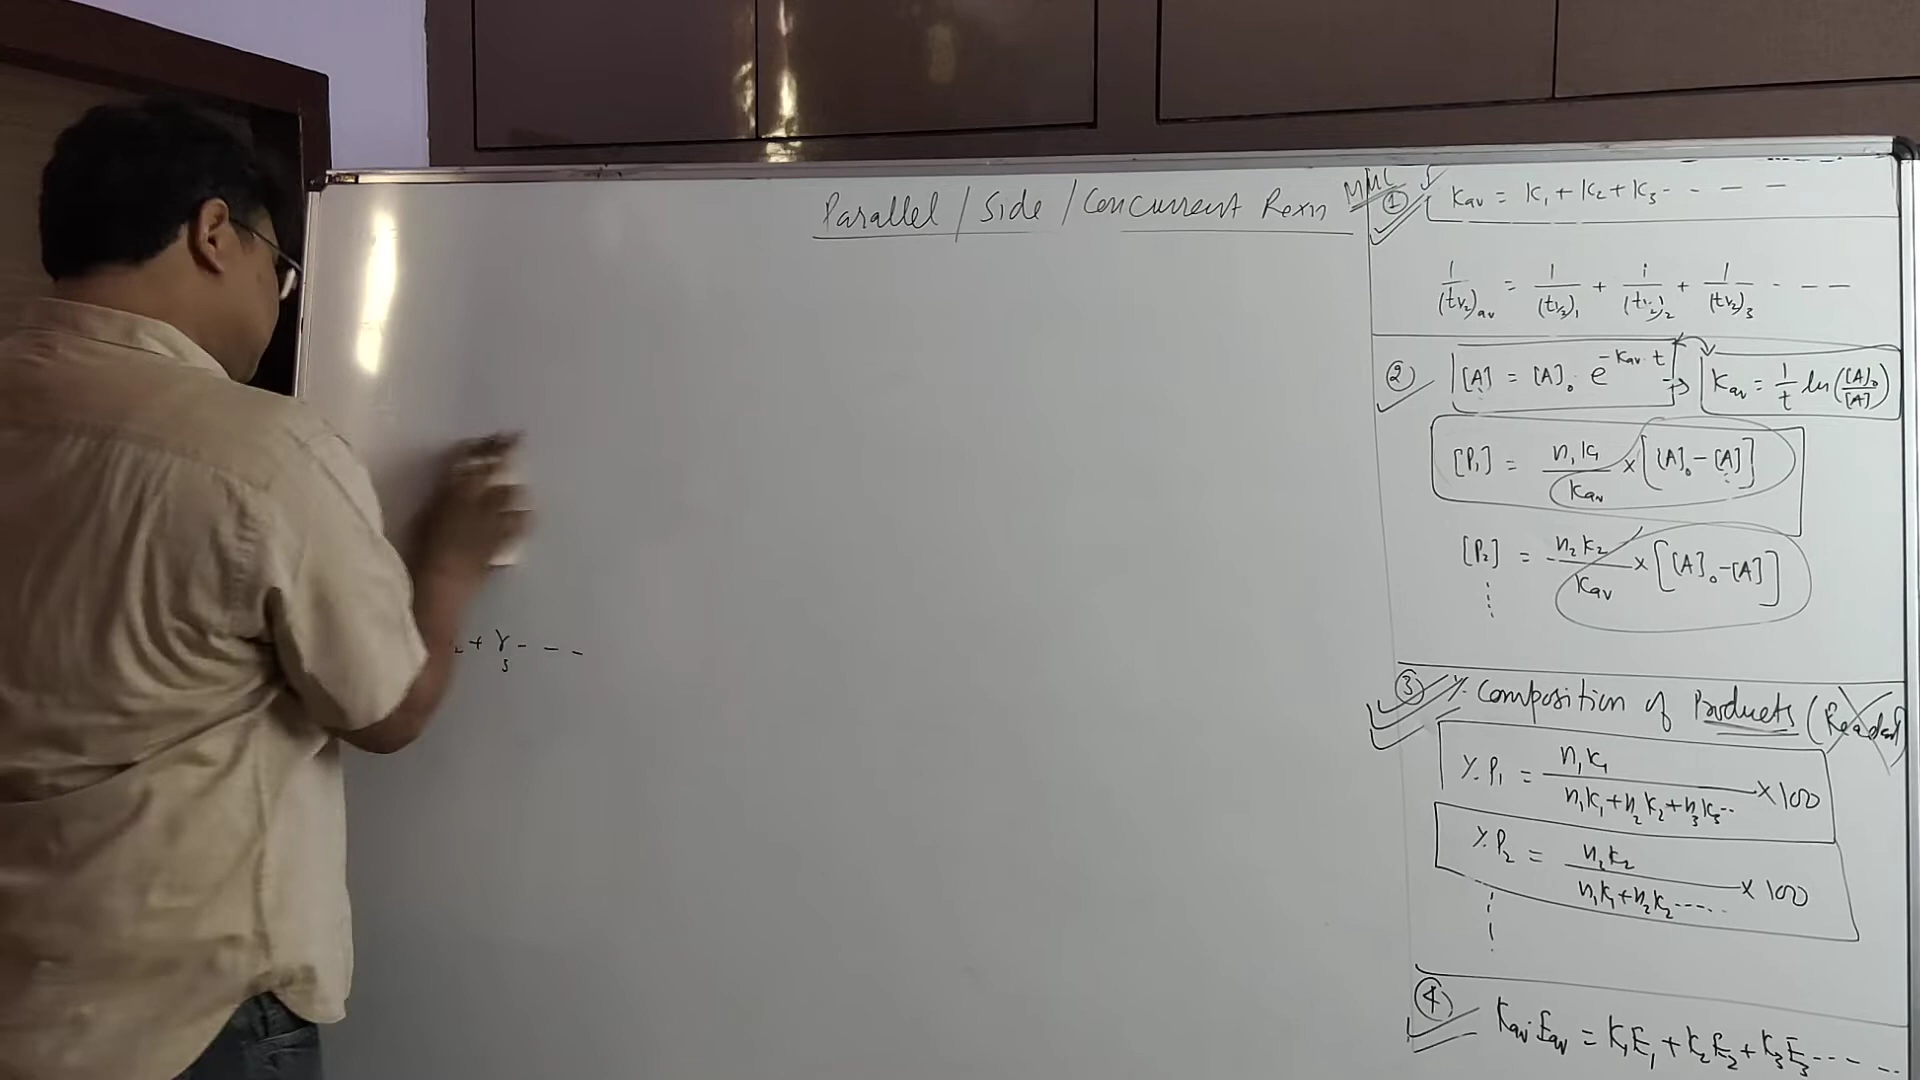 Parallel / Side / Concurrent Rexn
MMC
① Kav = K₁ + K₂ + K₃ - - - -
1/(t½)av = 1/(t½)₁ + 1/(t½)₂ + 1/(t½)₃ - - - -
② [A] = [A]₀ e^(-Kav·t) → Kav = 1/t ln([A]₀/[A])
[P₁] = n₁K₁/Kav × [[A]₀ - [A]]
[P₂] = n₂K₂/Kav × [[A]₀ - [A]]
₂ + r₃ - - -
③ % Composition of Products (
% P₁ = n₁K₁/(n₁K₁+n₂K₂+n₃K₃...) × 100
% P₂ = n₂K₂/(n₁K₁+n₂K₂.....) × 100
④ Kav·Eav = K₁E₁ + K₂E₂ + K₃E₃ - - - - -